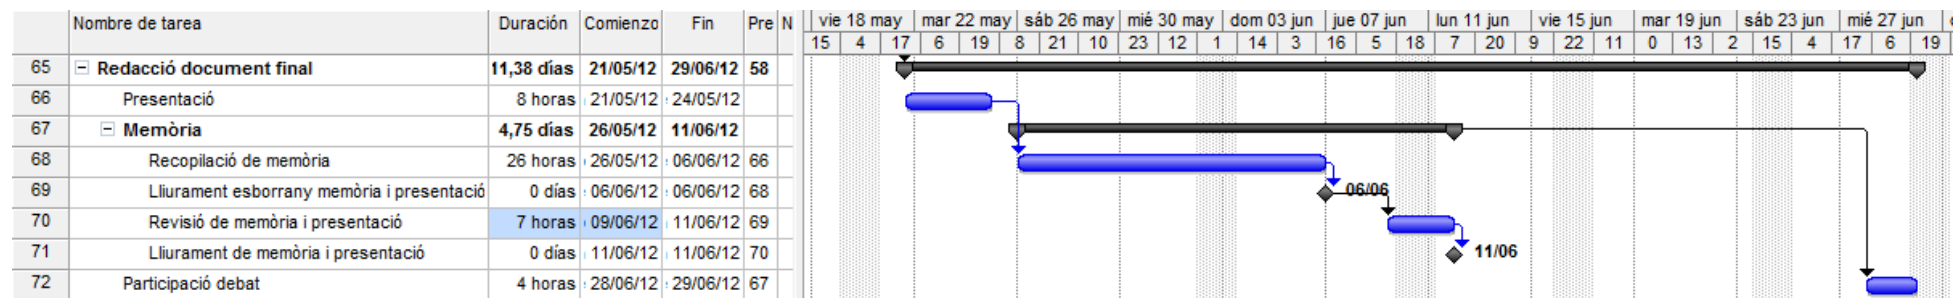 Nombre de tarea Duración Comienzo Fin Pre N vie 18 may mar 22 may sáb 26 may mié 30 may dom 03 jun jue 07 jun lun 11 jun vie 15 jun mar 19 jun sáb 23 jun mié 27 jun
15 4 17 6 19 8 21 10 23 12 1 14 3 16 5 18 7 20 9 22 11 0 13 2 15 4 17 6 19
65 Redacció document final 11,38 días 21/05/12 29/06/12 58
66 Presentació 8 horas 21/05/12 24/05/12
67 Memòria 4,75 días 26/05/12 11/06/12
68 Recopilació de memòria 26 horas 26/05/12 06/06/12 66
69 Lliurament esborrany memòria i presentació 0 días 06/06/12 06/06/12 68 06/06
70 Revisió de memòria i presentació 7 horas 09/06/12 11/06/12 69
71 Lliurament de memòria i presentació 0 días 11/06/12 11/06/12 70 11/06
72 Participació debat 4 horas 28/06/12 29/06/12 67